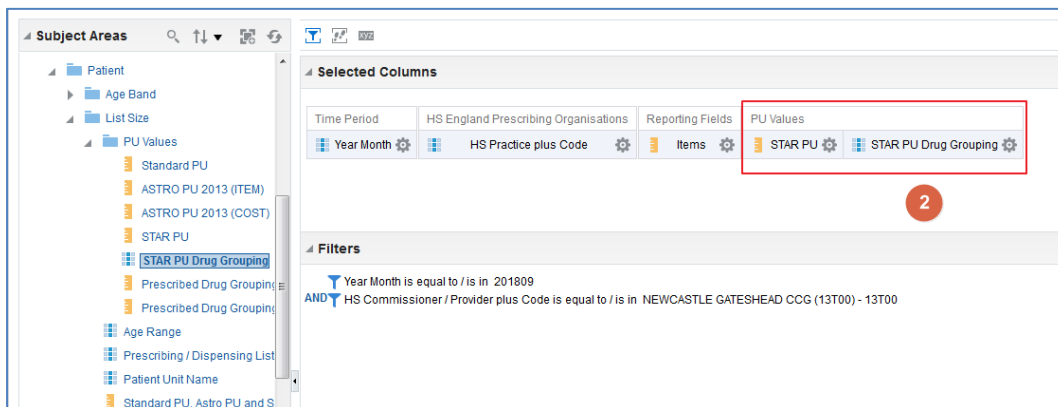 Subject Areas
Patient
Age Band
List Size
PU Values
Standard PU
ASTRO PU 2013 (ITEM)
ASTRO PU 2013 (COST)
STAR PU
STAR PU Drug Grouping
Prescribed Drug Grouping
Prescribed Drug Grouping
Age Range
Prescribing / Dispensing List
Patient Unit Name
Standard PU, Astro PU and S
xyz
Selected Columns
Time Period HS England Prescribing Organisations Reporting Fields PU Values
Year Month HS Practice plus Code Items STAR PU STAR PU Drug Grouping
2
Filters
Year Month is equal to / is in 201809
AND HS Commissioner / Provider plus Code is equal to / is in NEWCASTLE GATESHEAD CCG (13T00) - 13T00